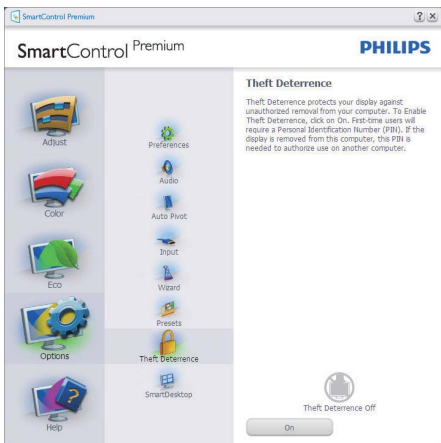 SmartControl Premium
SmartControl Premium
PHILIPS
Adjust
Color
Eco
Options
Help
Preferences
Audio
Auto Pivot
Input
Wizard
Presets
Theft Deterrence
SmartDesktop
Theft Deterrence
Theft Deterrence protects your display against
unauthorized removal from your computer. To Enable
Theft Deterrence, click on On. First-time users will
require a Personal Identification Number (PIN). If the
display is removed from this computer, this PIN is
needed to authorize use on another computer.
Theft Deterrence Off
On